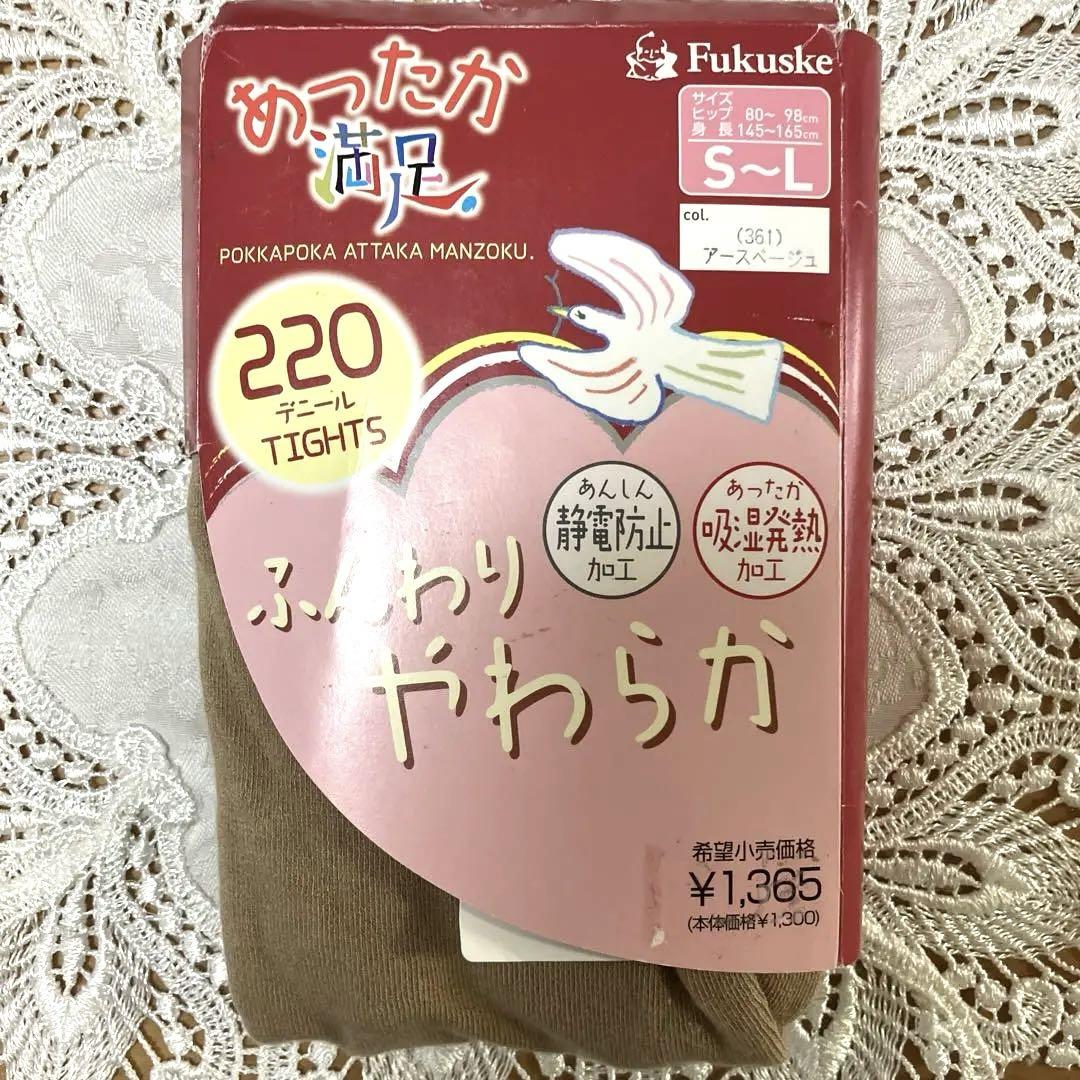 あったか
満足.
POKKAPOKA ATTAKA MANZOKU.
Fukuske
サイズ
ヒップ 80～ 98cm
身長 145～165cm
S～L
col.
(361)
アースベージュ
220
デニール
TIGHTS
あんしん
静電防止
加工
あったか
吸湿発熱
加工
ふんわり
やわらか
希望小売価格
¥1,365
(本体価格¥1,300)